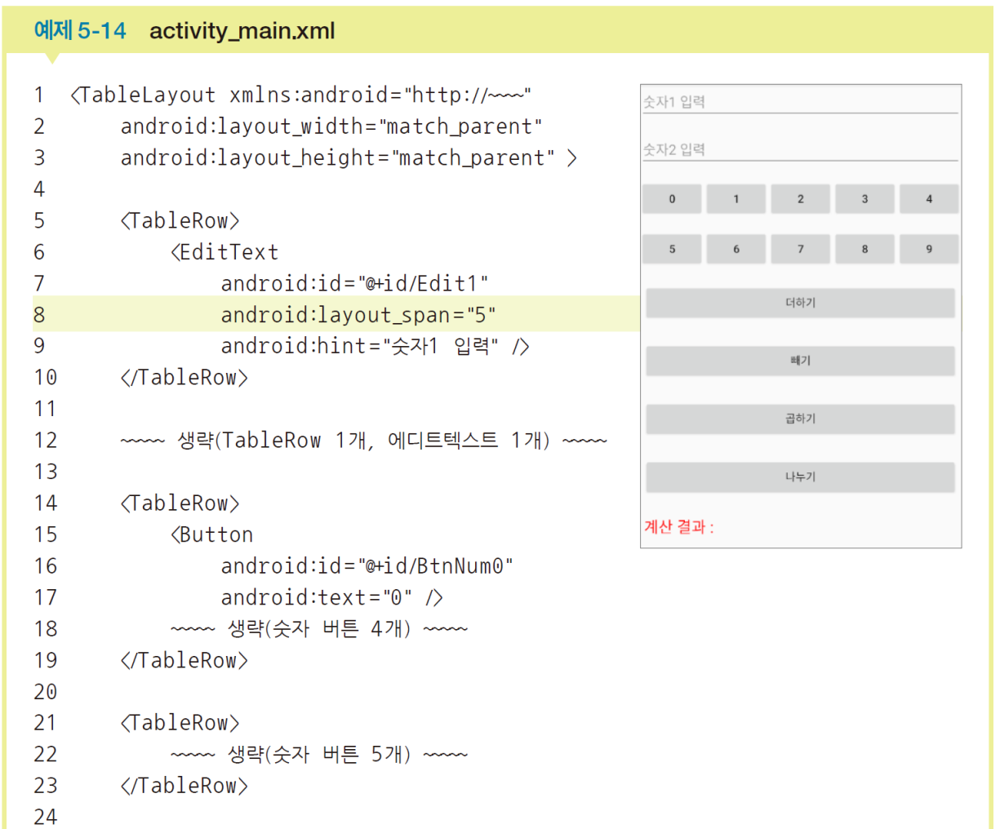 예제 5-14 activity_main.xml
1 <TableLayout xmlns:android="http://~~~~"
2 android:layout_width="match_parent"
3 android:layout_height="match_parent" >
4
5 <TableRow>
6 <EditText
7 android:id="@+id/Edit1"
8 android:layout_span="5"
9 android:hint="숫자1 입력" />
10 </TableRow>
11
12 ~~~~ 생략(TableRow 1개, 에디트텍스트 1개) ~~~~
13
14 <TableRow>
15 <Button
16 android:id="@+id/BtnNum0"
17 android:text="0" />
18 ~~~~ 생략(숫자 버튼 4개) ~~~~
19 </TableRow>
20
21 <TableRow>
22 ~~~~ 생략(숫자 버튼 5개) ~~~~
23 </TableRow>
24
숫자1 입력
숫자2 입력
0 1 2 3 4
5 6 7 8 9
더하기
빼기
곱하기
나누기
계산 결과 :